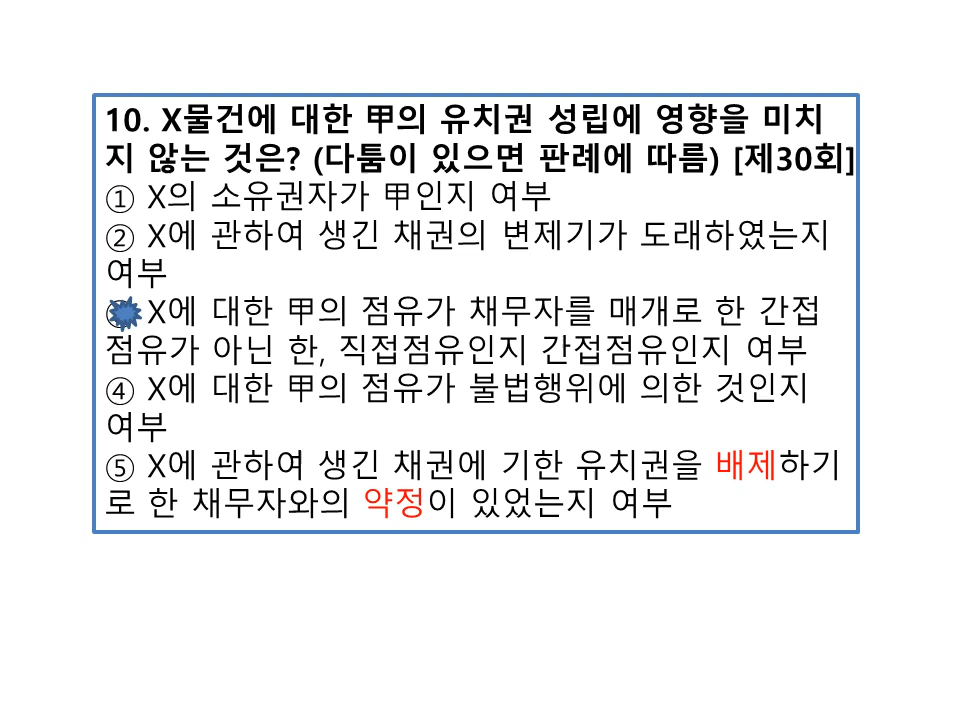 10. X물건에 대한 甲의 유치권 성립에 영향을 미치
지 않는 것은? (다툼이 있으면 판례에 따름) [제30회]
① X의 소유권자가 甲인지 여부
② X에 관하여 생긴 채권의 변제기가 도래하였는지
여부
X에 대한 甲의 점유가 채무자를 매개로 한 간접
점유가 아닌 한, 직접점유인지 간접점유인지 여부
④ X에 대한 甲의 점유가 불법행위에 의한 것인지
여부
⑤ X에 관하여 생긴 채권에 기한 유치권을 배제하기
로 한 채무자와의 약정이 있었는지 여부